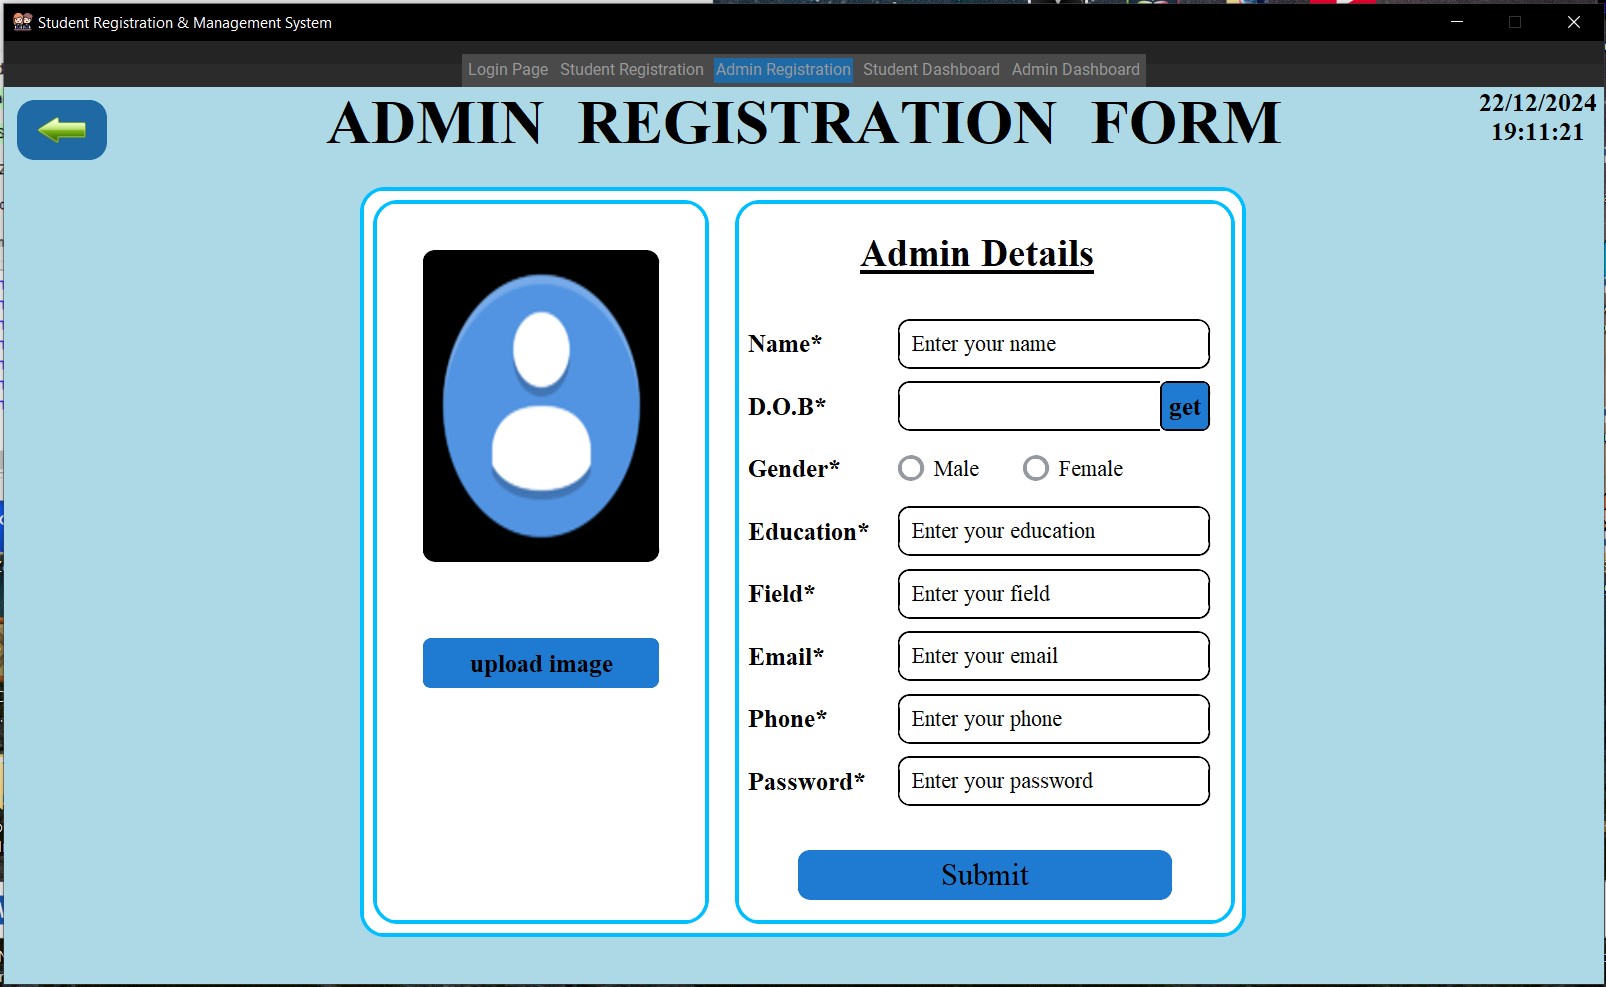 Student Registration & Management System
Login Page Student Registration Admin Registration Student Dashboard Admin Dashboard
ADMIN REGISTRATION FORM
22/12/2024
19:11:21
upload image
Admin Details
Name* Enter your name
D.O.B* get
Gender* Male Female
Education* Enter your education
Field* Enter your field
Email* Enter your email
Phone* Enter your phone
Password* Enter your password
Submit